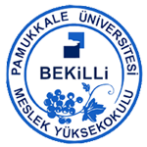 PAMUKKALE ÜNİVERSİTESİ
BEKİLLİ
MESLEK YÜKSEKOKULU